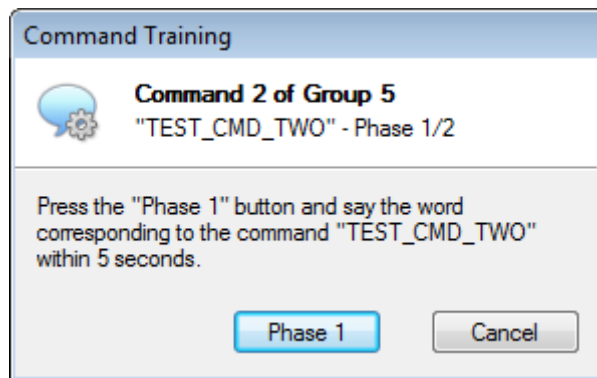 Command Training
Command 2 of Group 5
"TEST_CMD_TWO" - Phase 1/2
Press the "Phase 1" button and say the word
corresponding to the command "TEST_CMD_TWO"
within 5 seconds.
Phase 1
Cancel